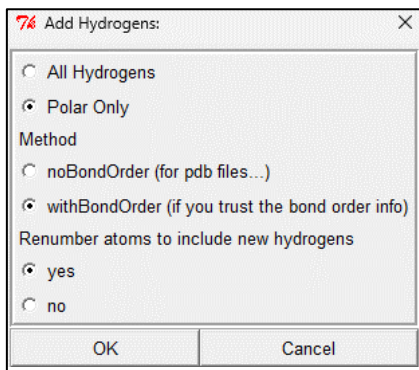 Add Hydrogens:
All Hydrogens
Polar Only
Method
noBondOrder (for pdb files...)
withBondOrder (if you trust the bond order info)
Renumber atoms to include new hydrogens
yes
no
OK Cancel